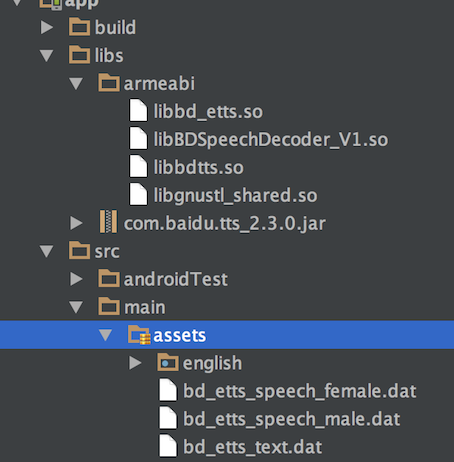 app
build
libs
armeabi
libbd_etts.so
libBDSpeechDecoder_V1.so
libbdtts.so
libgnustl_shared.so
com.baidu.tts_2.3.0.jar
src
androidTest
main
assets
english
bd_etts_speech_female.dat
bd_etts_speech_male.dat
bd_etts_text.dat